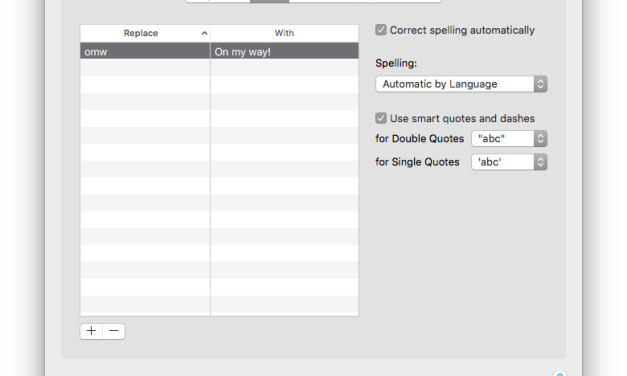 Replace With
omw On my way!
Correct spelling automatically
Spelling:
Automatic by Language
Use smart quotes and dashes
for Double Quotes "abc"
for Single Quotes 'abc'
+ −